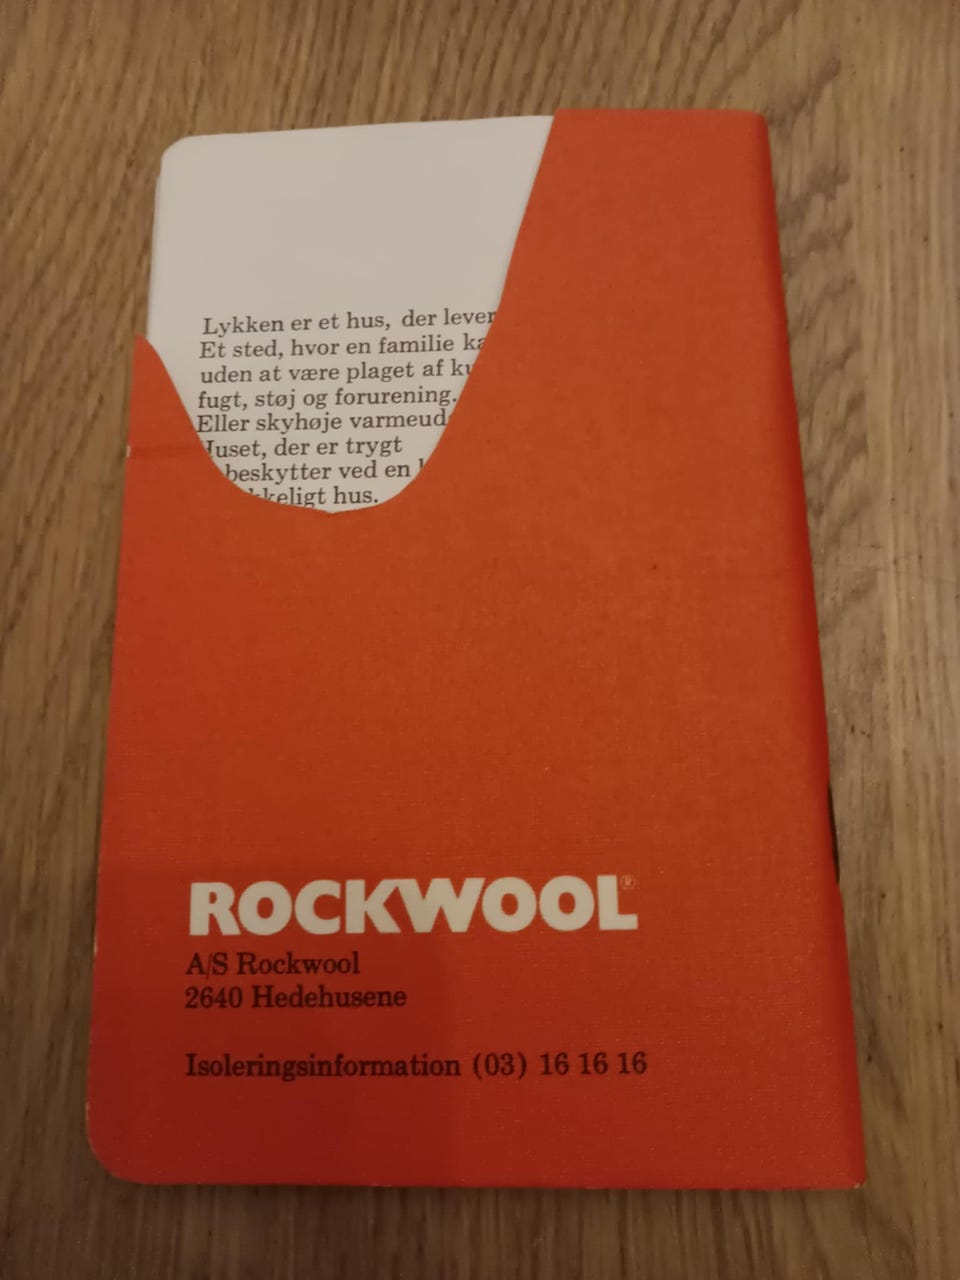 Lykken er et hus, der lever
Et sted, hvor en familie
uden at være plaget af
fugt, støj og forurening.
Eller skyhøje
Huset, der er trygt
beskytter ved en
hus.
ROCKWOOL®
A/S Rockwool
2640 Hedehusene
Isoleringsinformation (03) 16 16 16